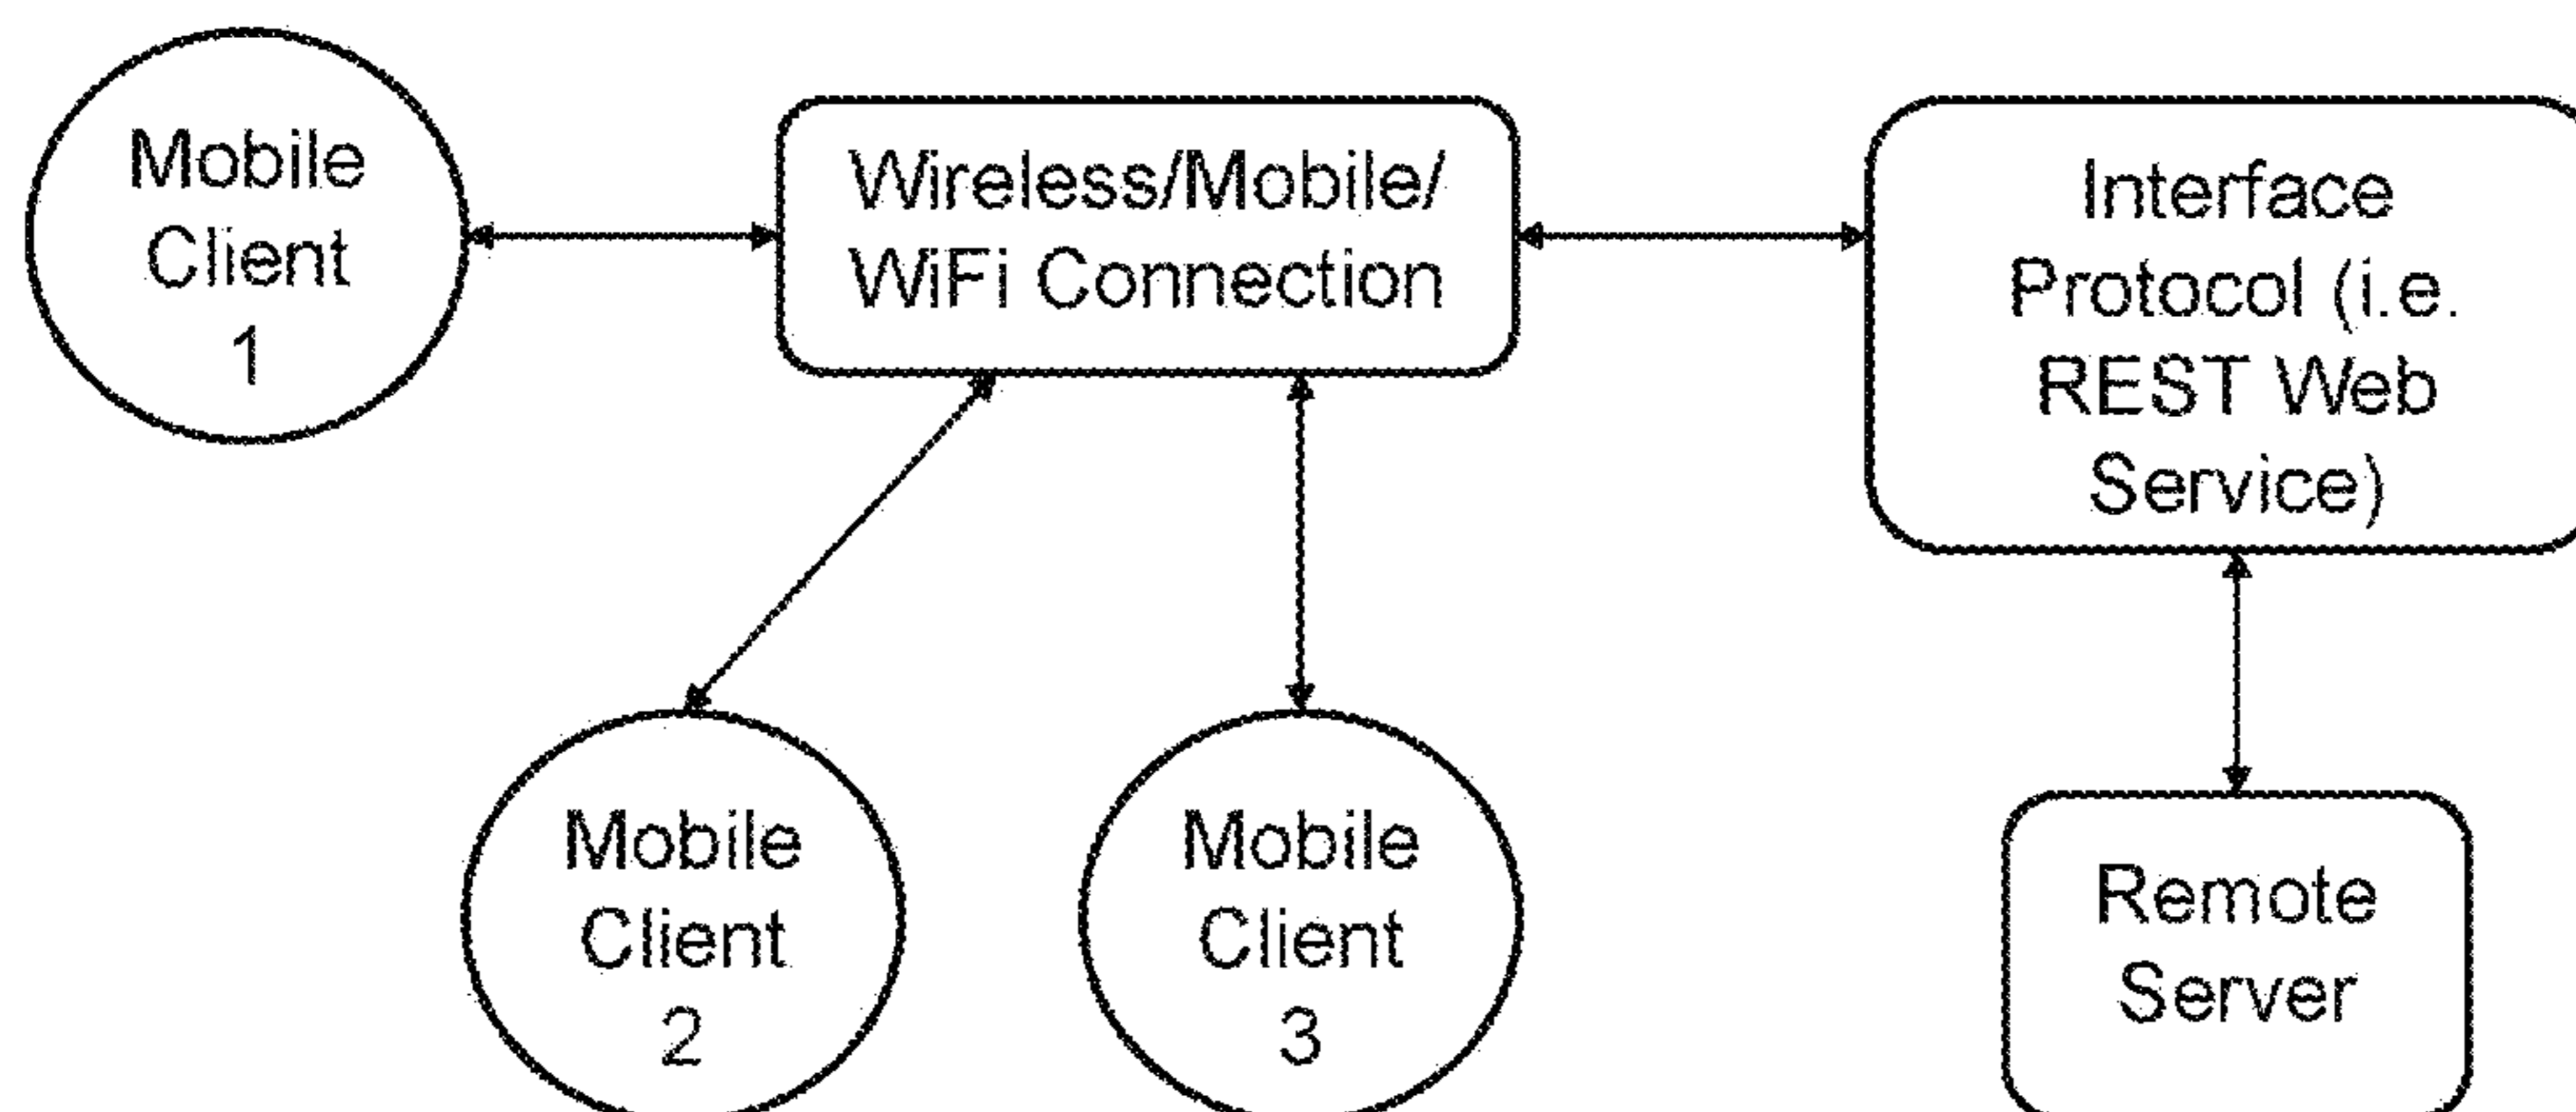 Mobile
Client
1
Wireless/Mobile/
WiFi Connection
Interface
Protocol (i.e.
REST Web
Service)
Mobile
Client
2
Mobile
Client
3
Remote
Server